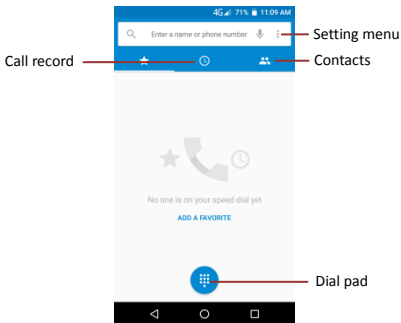 4G 71% 11:09 AM
Enter a name or phone number
Setting menu
Call record
Contacts
No one is on your speed dial yet
ADD A FAVORITE
Dial pad